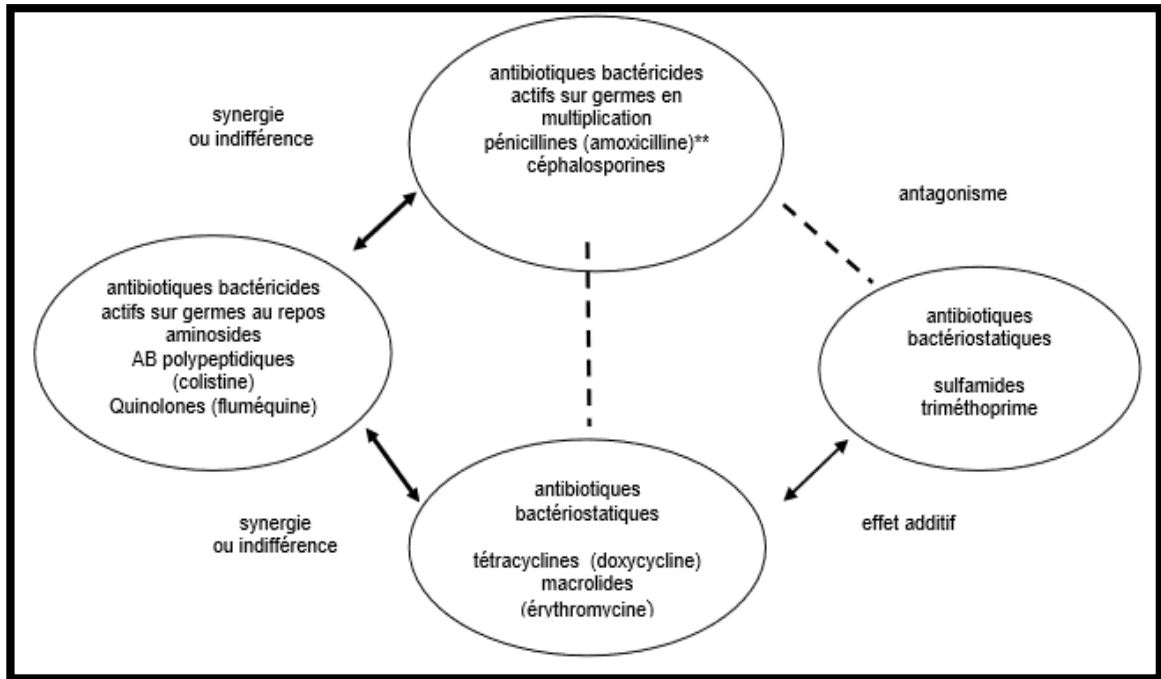 antibiotiques bactéricides
actifs sur germes en
multiplication
pénicillines (amoxicilline)**
céphalosporines
synergie
ou indifférence
antagonisme
antibiotiques bactéricides
actifs sur germes au repos
aminosides
AB polypeptidiques
(colistine)
Quinolones (fluméquine)
antibiotiques
bactériostatiques
sulfamides
triméthoprime
synergie
ou indifférence
antibiotiques
bactériostatiques
tétracyclines (doxycycline)
macrolides
(érythromycine)
effet additif